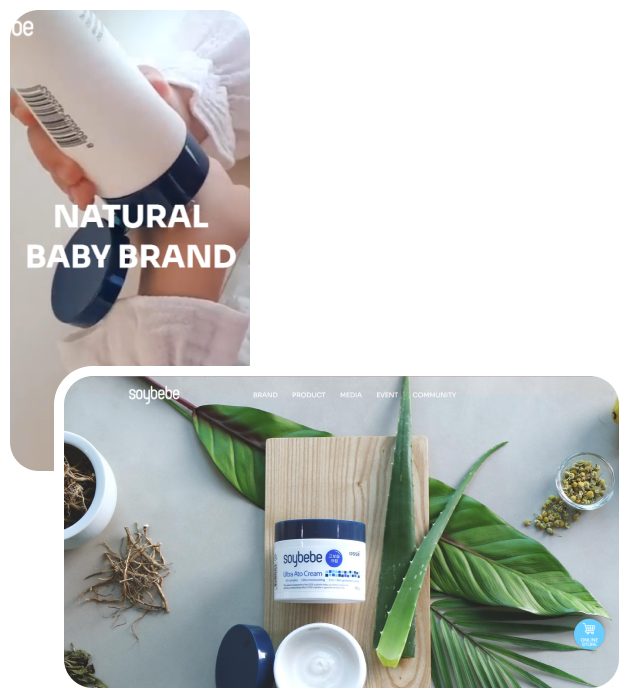 be
NATURAL
BABY BRAND
soybebe
BRAND PRODUCT MEDIA EVENT COMMUNITY
soybebe
Ultra Ato Cream
ONLINE
STORE